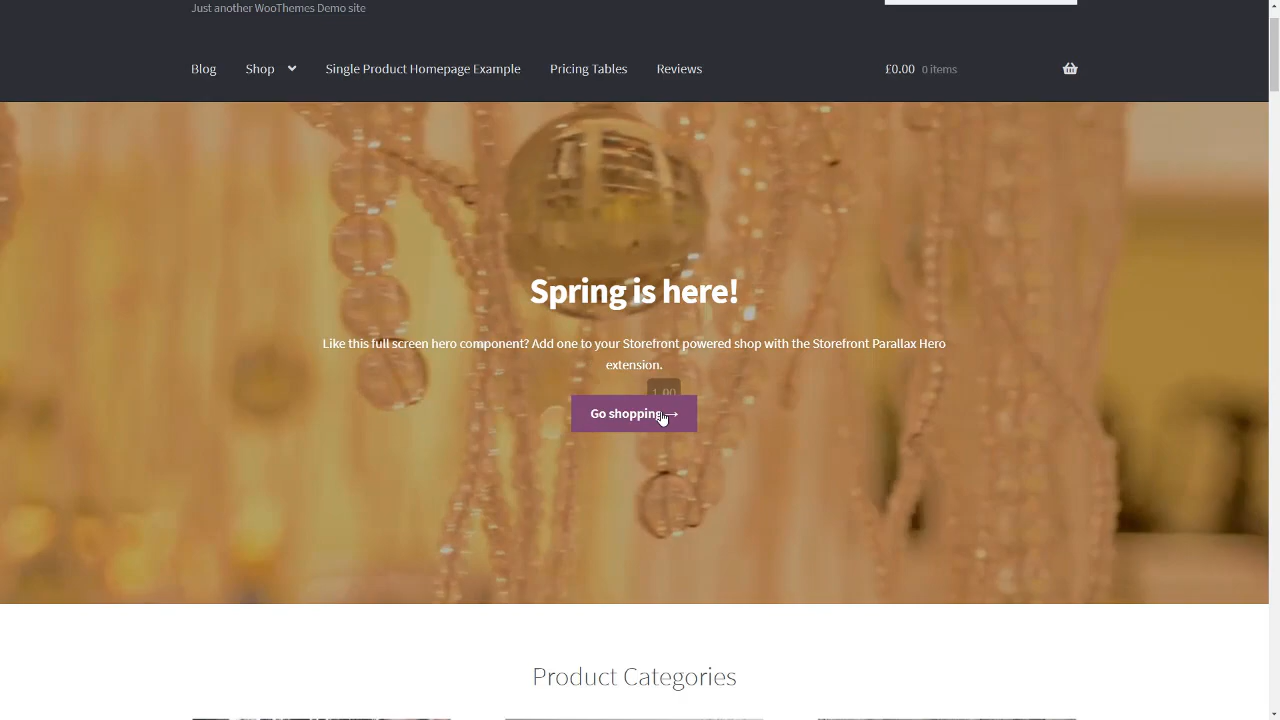 Just another WooThemes Demo site
Blog Shop Single Product Homepage Example Pricing Tables Reviews £0.00 0 items
Spring is here!
Like this full screen hero component? Add one to your Storefront powered shop with the Storefront Parallax Hero
extension.
1.90
Go shopping →
Product Categories